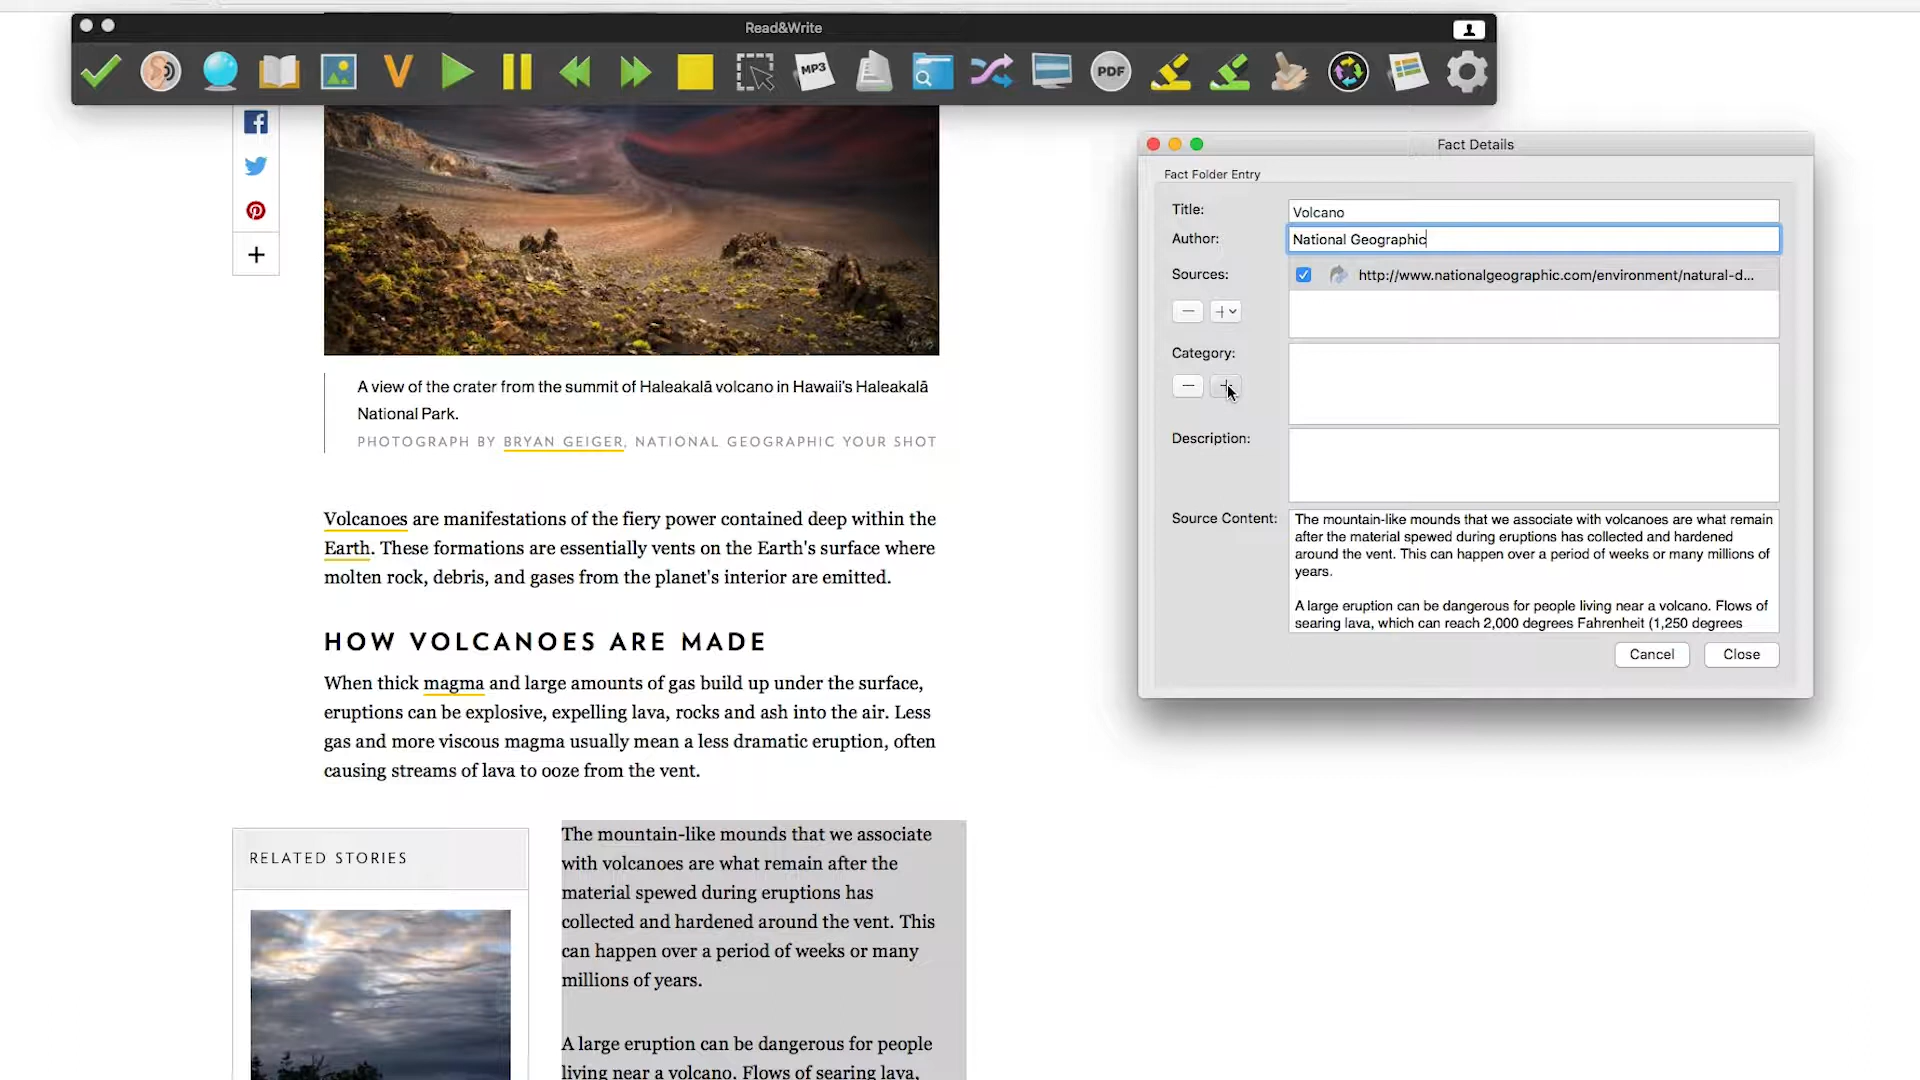 Read&Write
MP3
PDF
A view of the crater from the summit of Haleakalā volcano in Hawaii's Haleakalā
National Park.
PHOTOGRAPH BY BRYAN GEIGER, NATIONAL GEOGRAPHIC YOUR SHOT
Volcanoes are manifestations of the fiery power contained deep within the
Earth. These formations are essentially vents on the Earth's surface where
molten rock, debris, and gases from the planet's interior are emitted.
HOW VOLCANOES ARE MADE
When thick magma and large amounts of gas build up under the surface,
eruptions can be explosive, expelling lava, rocks and ash into the air. Less
gas and more viscous magma usually mean a less dramatic eruption, often
causing streams of lava to ooze from the vent.
RELATED STORIES
The mountain-like mounds that we associate
with volcanoes are what remain after the
material spewed during eruptions has
collected and hardened around the vent. This
can happen over a period of weeks or many
millions of years.
A large eruption can be dangerous for people
living near a volcano. Flows of searing lava,
Fact Details
Fact Folder Entry
Title: Volcano
Author: National Geographic
Sources: http://www.nationalgeographic.com/environment/natural-d...
Category:
Description:
Source Content: The mountain-like mounds that we associate with volcanoes are what remain
after the material spewed during eruptions has collected and hardened
around the vent. This can happen over a period of weeks or many millions of
years.
A large eruption can be dangerous for people living near a volcano. Flows of
searing lava, which can reach 2,000 degrees Fahrenheit (1,250 degrees
Cancel Close